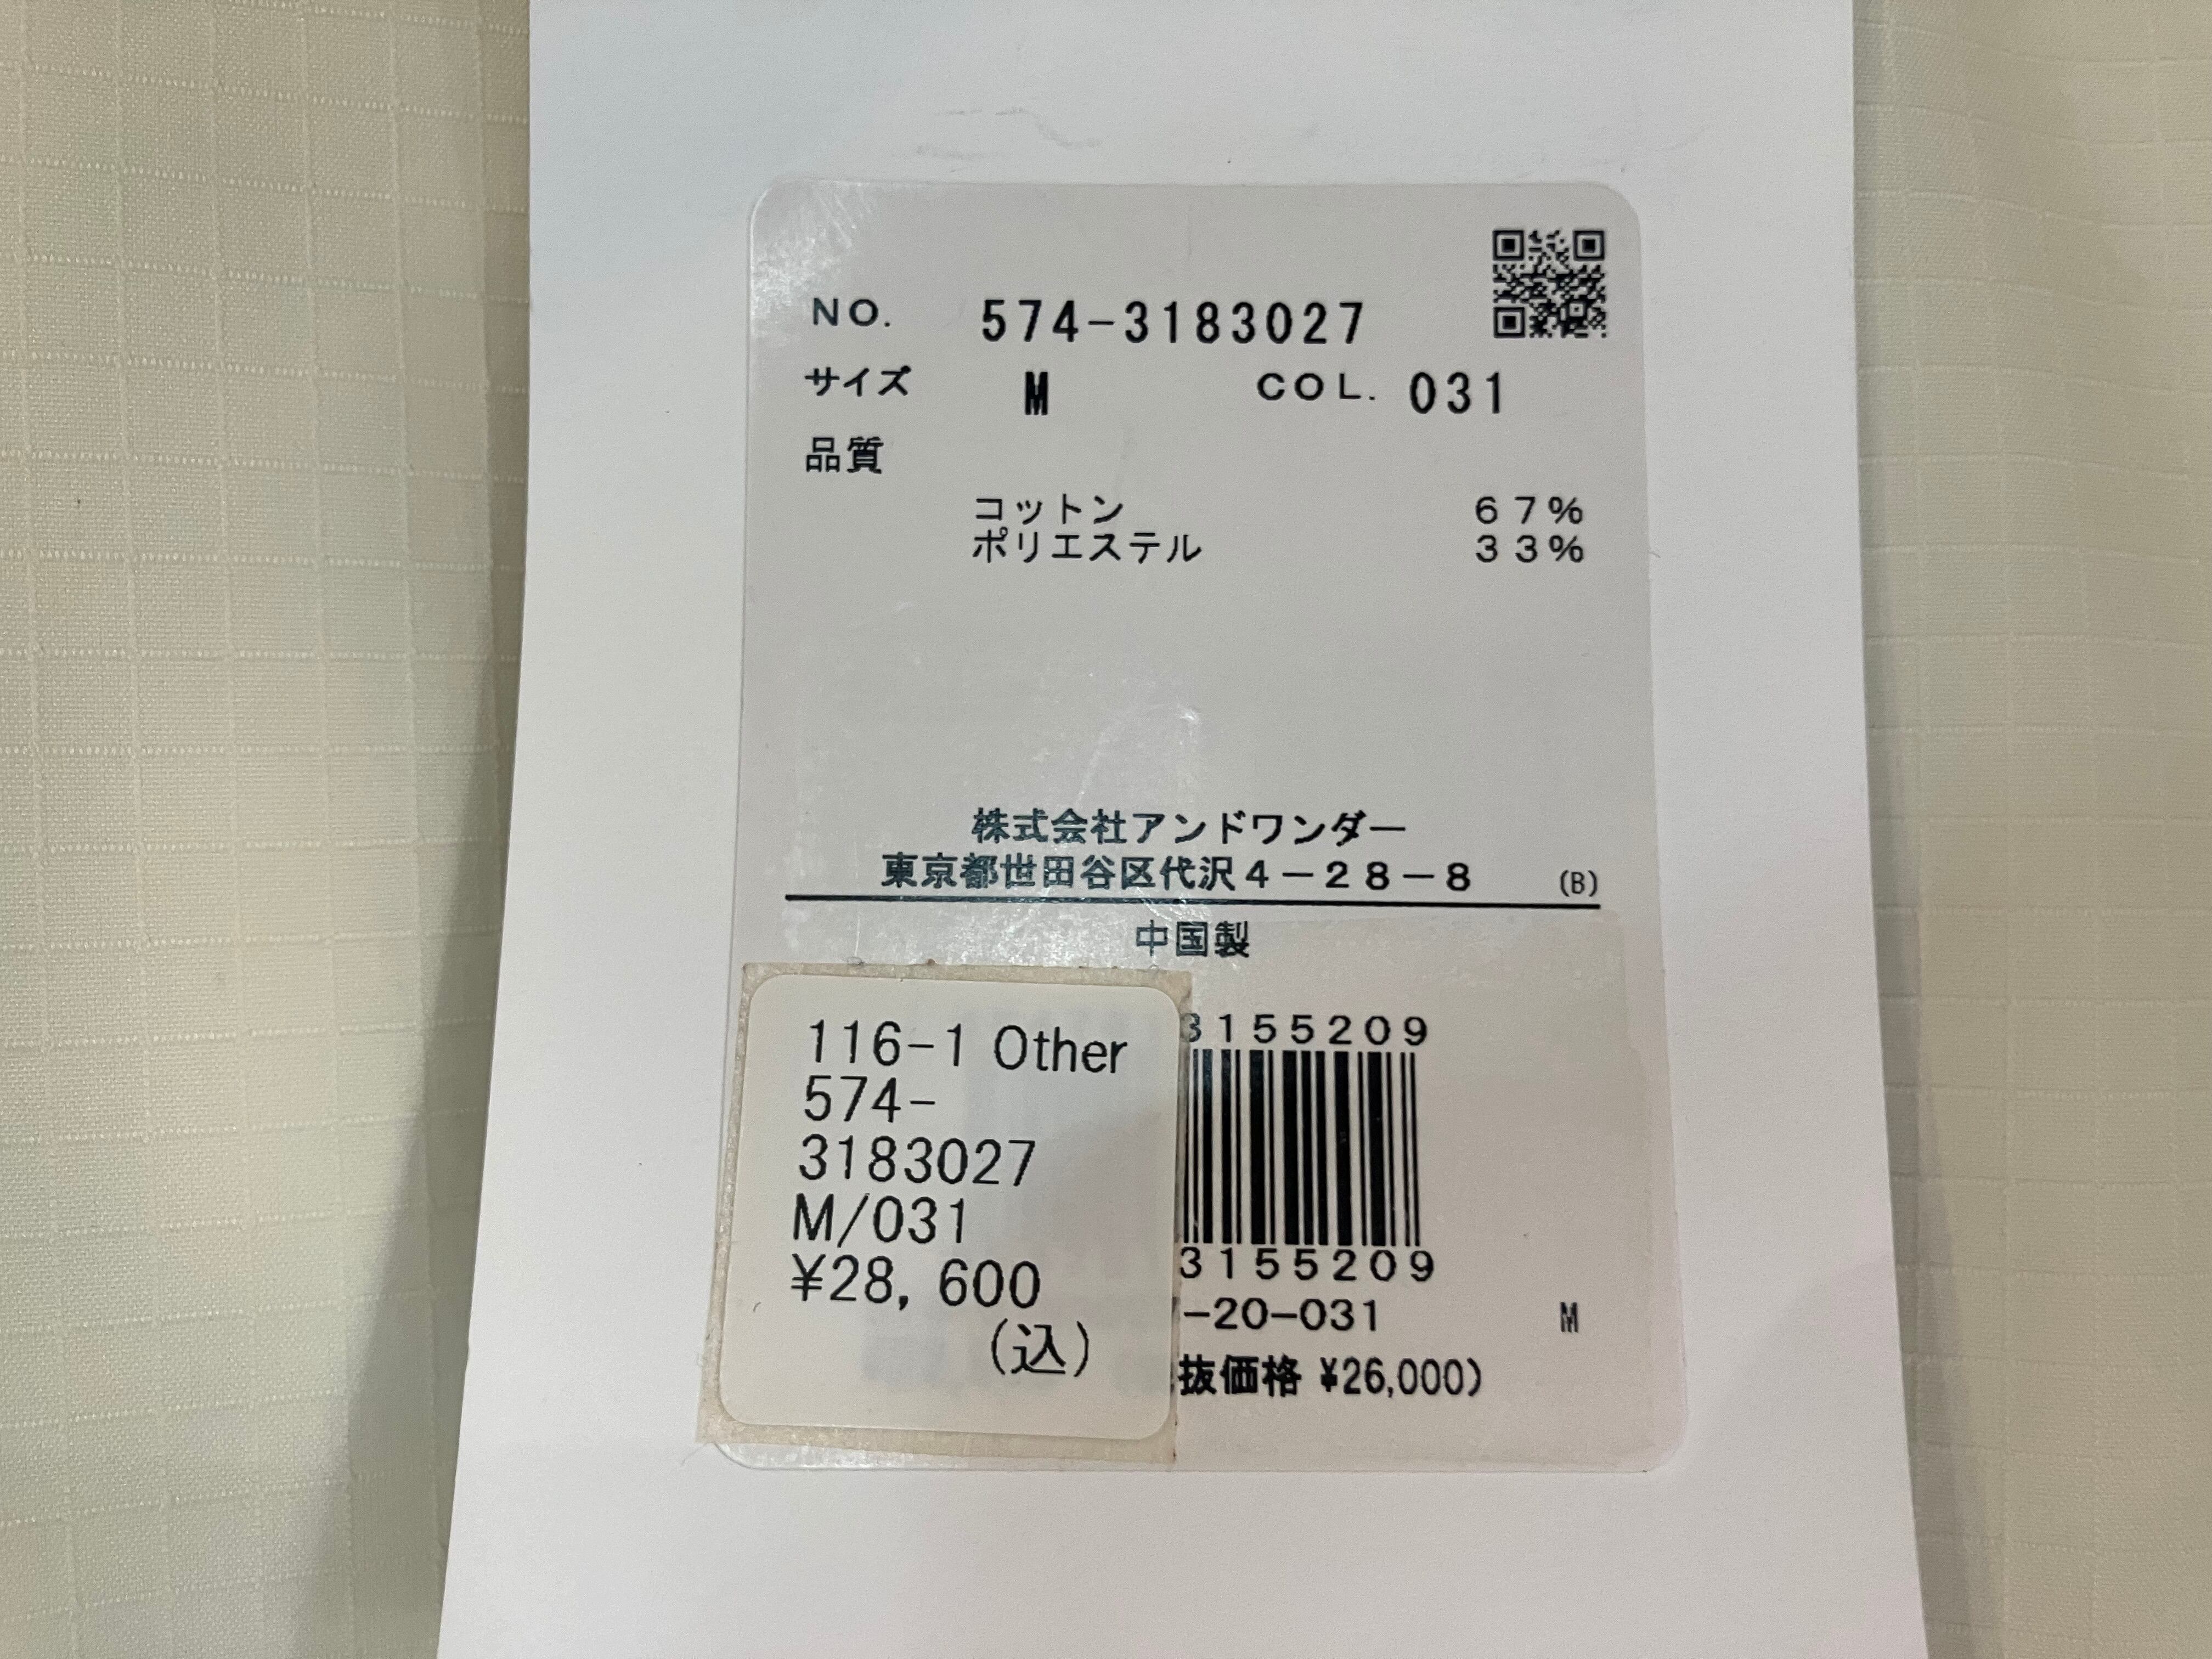 NO. 574-3183027
サイズ M COL. 031
品質
コットン 67%
ポリエステル 33%
株式会社アンドワンダー
東京都世田谷区代沢4-28-8 (B)
中国製
116-1 Other
574-
3183027
M/031
¥28,600
(込)
3155209
3155209
-20-031 M
抜価格 ¥26,000)